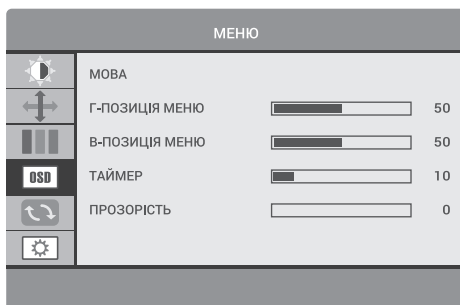 МЕНЮ
МОВА
Г-ПОЗИЦІЯ МЕНЮ 50
В-ПОЗИЦІЯ МЕНЮ 50
OSD
ТАЙМЕР 10
ПРОЗОРІСТЬ 0